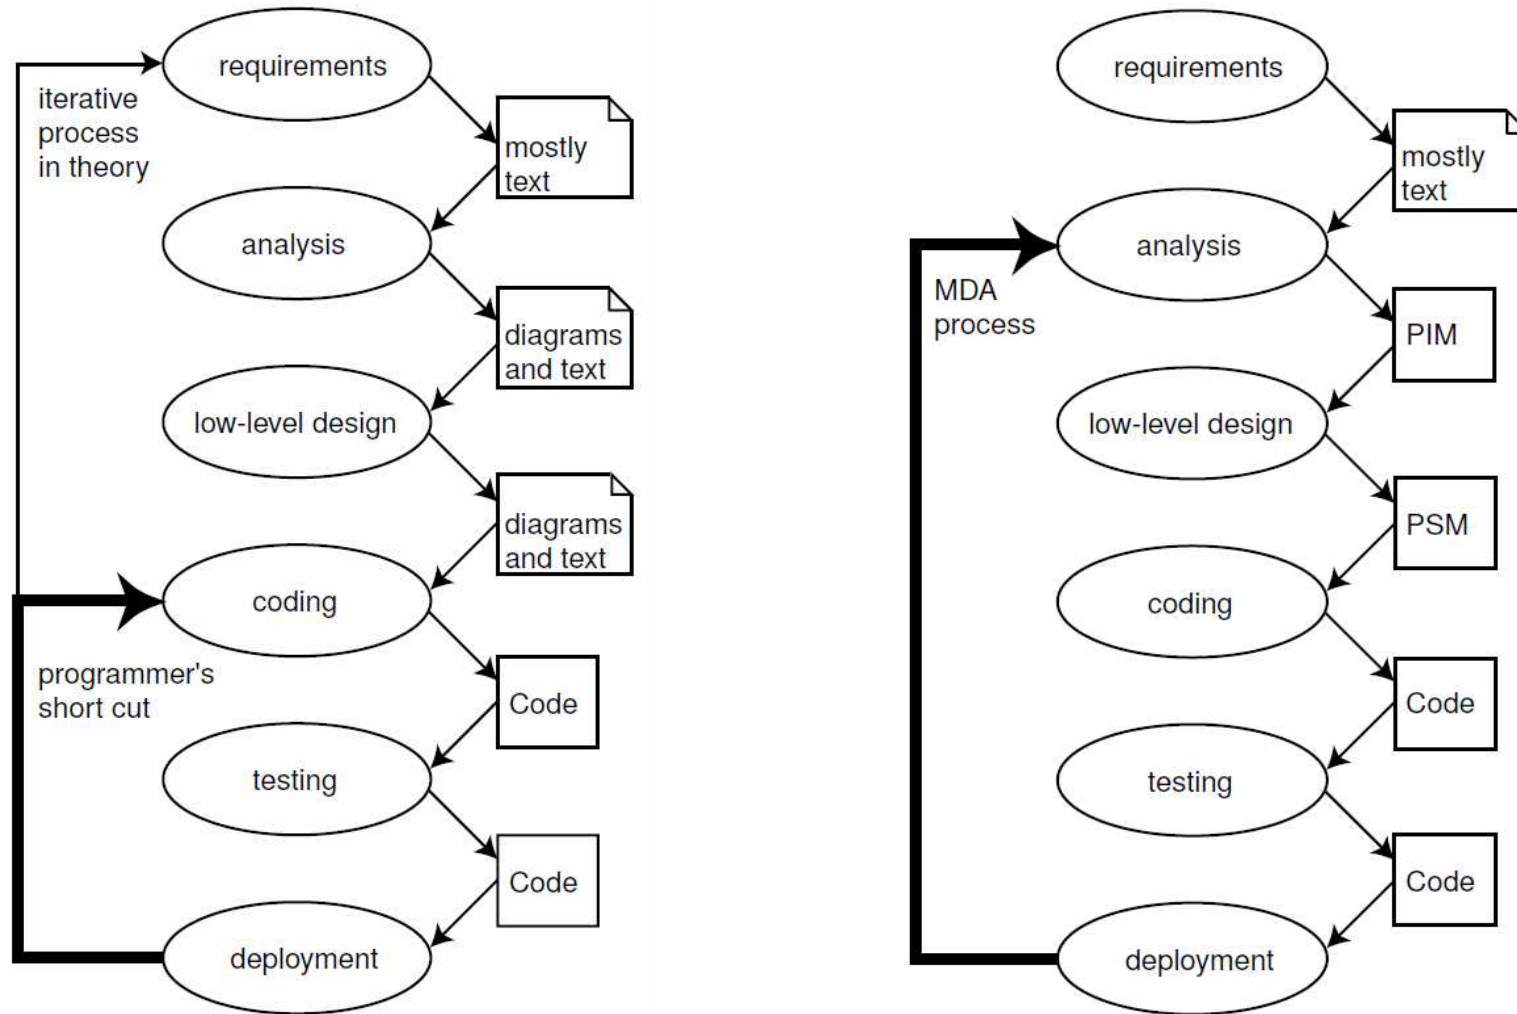 requirements
iterative
process
in theory
mostly
text
analysis
diagrams
and text
low-level design
diagrams
and text
coding
programmer's
short cut
Code
testing
Code
deployment
requirements
mostly
text
analysis
MDA
process
PIM
low-level design
PSM
coding
Code
testing
Code
deployment